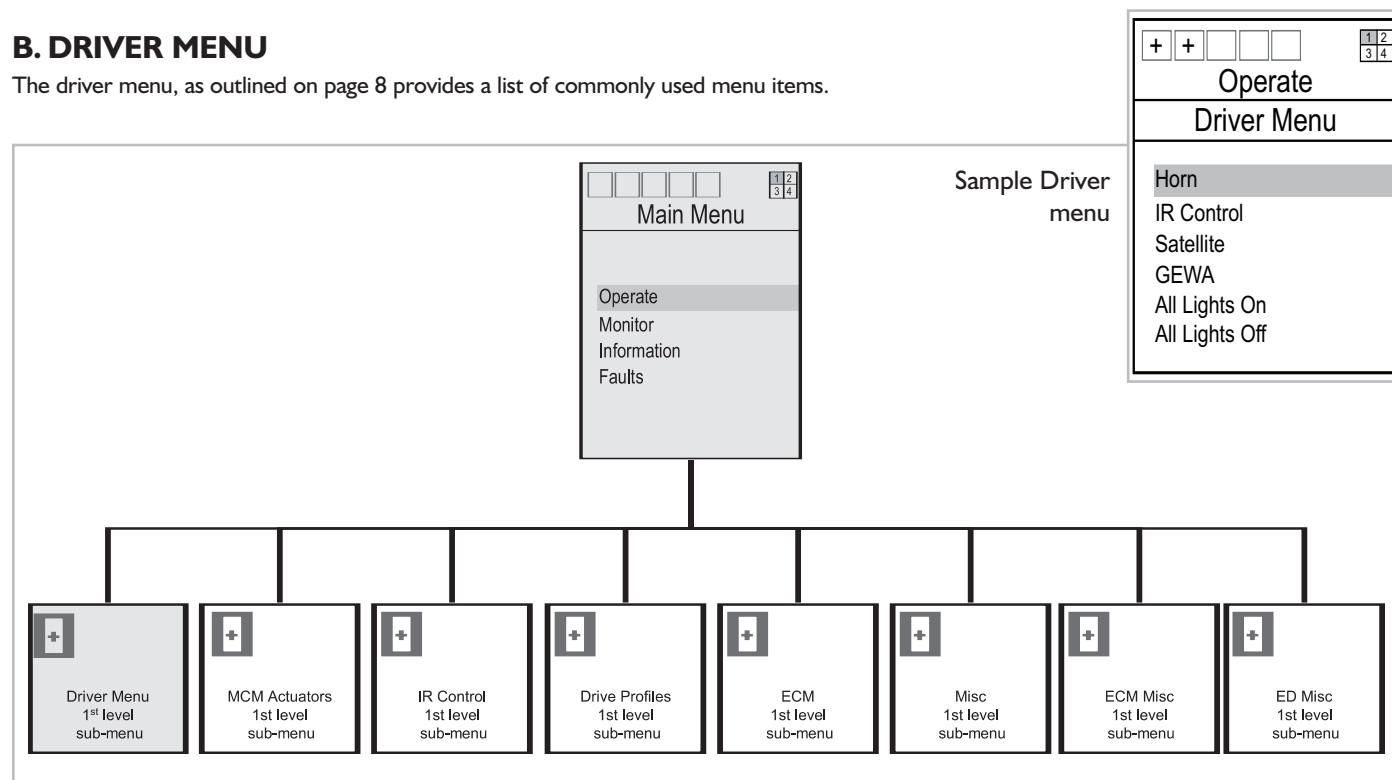 B. DRIVER MENU
The driver menu, as outlined on page 8 provides a list of commonly used menu items.
+ +
1 2
3 4
Operate
Driver Menu
Horn
IR Control
Satellite
GEWA
All Lights On
All Lights Off
Sample Driver
menu
1 2
3 4
Main Menu
Operate
Monitor
Information
Faults
+
Driver Menu
1st level
sub-menu
+
MCM Actuators
1st level
sub-menu
+
IR Control
1st level
sub-menu
+
Drive Profiles
1st level
sub-menu
+
ECM
1st level
sub-menu
+
Misc
1st level
sub-menu
+
ECM Misc
1st level
sub-menu
+
ED Misc
1st level
sub-menu